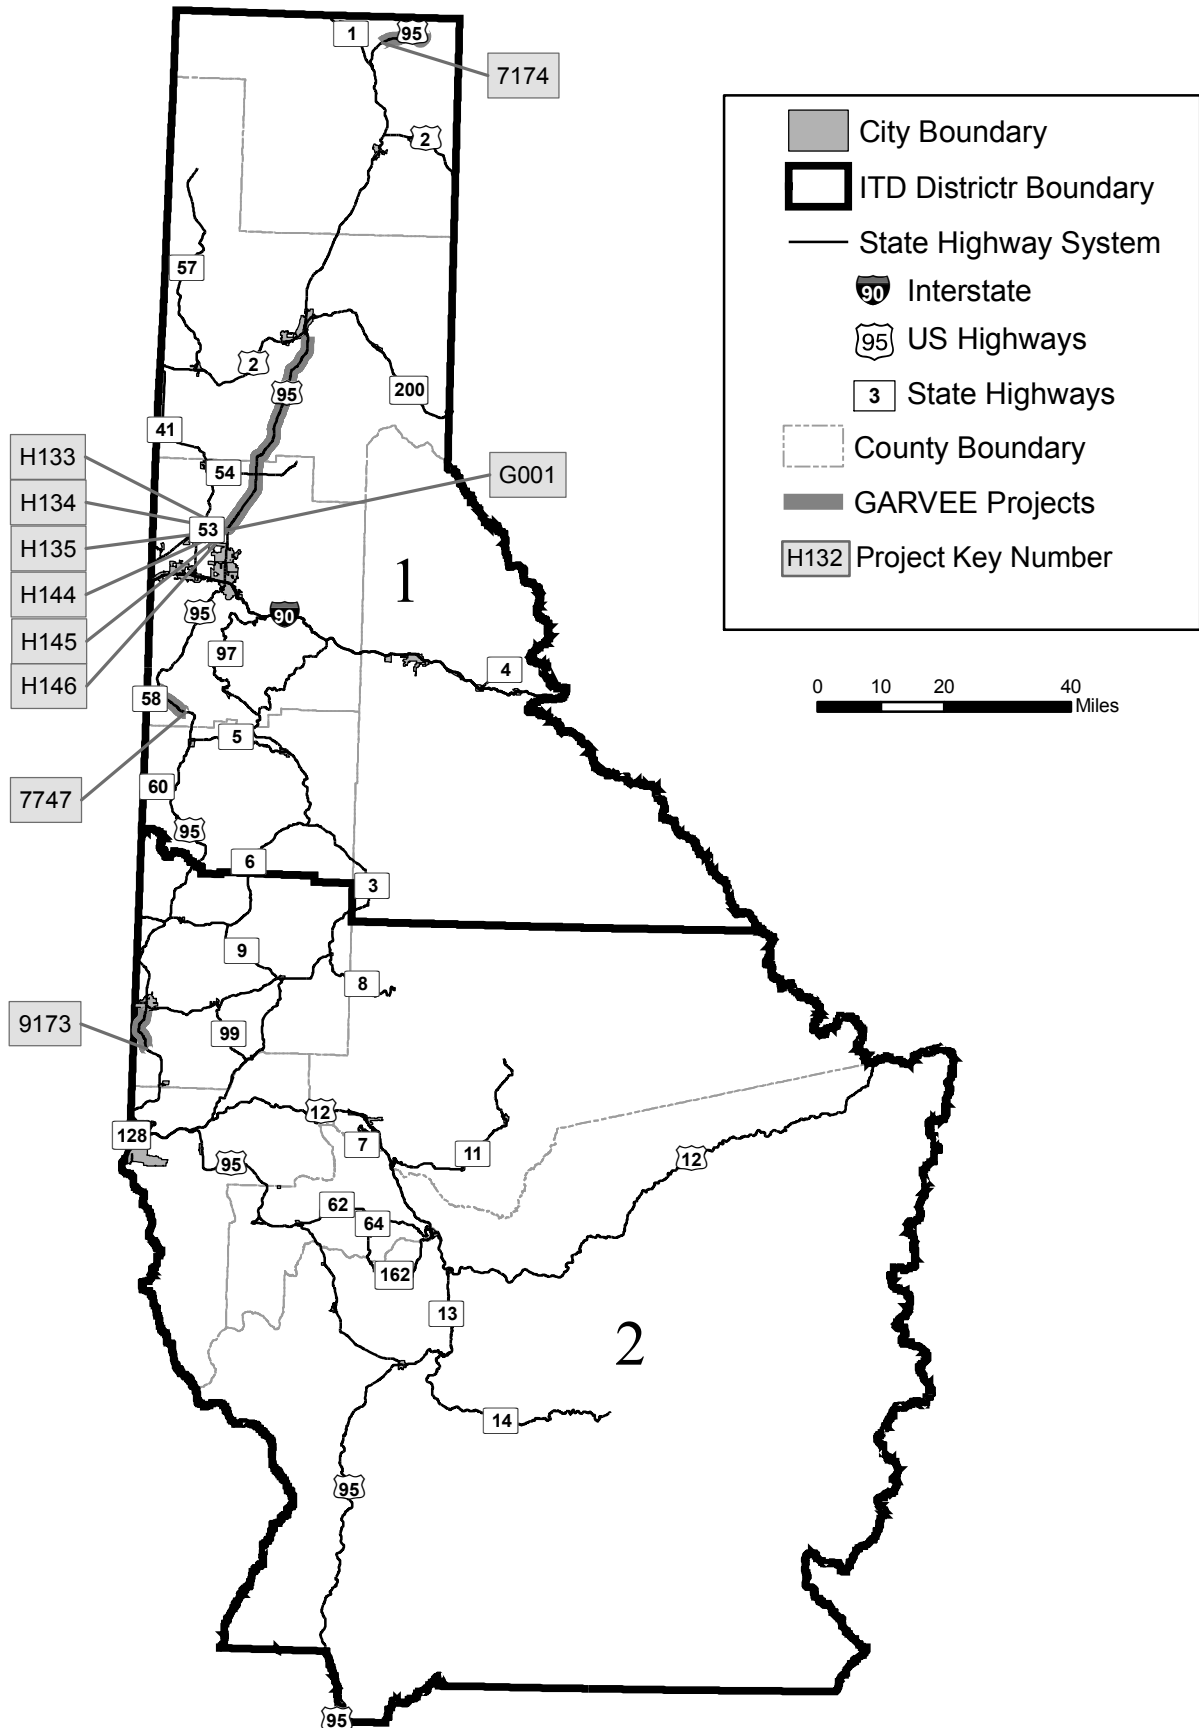 1
95
7174
2
City Boundary
ITD Districtr Boundary
State Highway System
90 Interstate
95 US Highways
3 State Highways
County Boundary
GARVEE Projects
H132 Project Key Number
57
2
95
200
41
H133
54
G001
H134
53
H135
H144
1
H145
95
90
97
H146
4
58
0 10 20 40
Miles
5
7747
60
95
6
3
9
8
9173
99
12
128
7
11
12
95
62
64
162
13
2
14
95
95